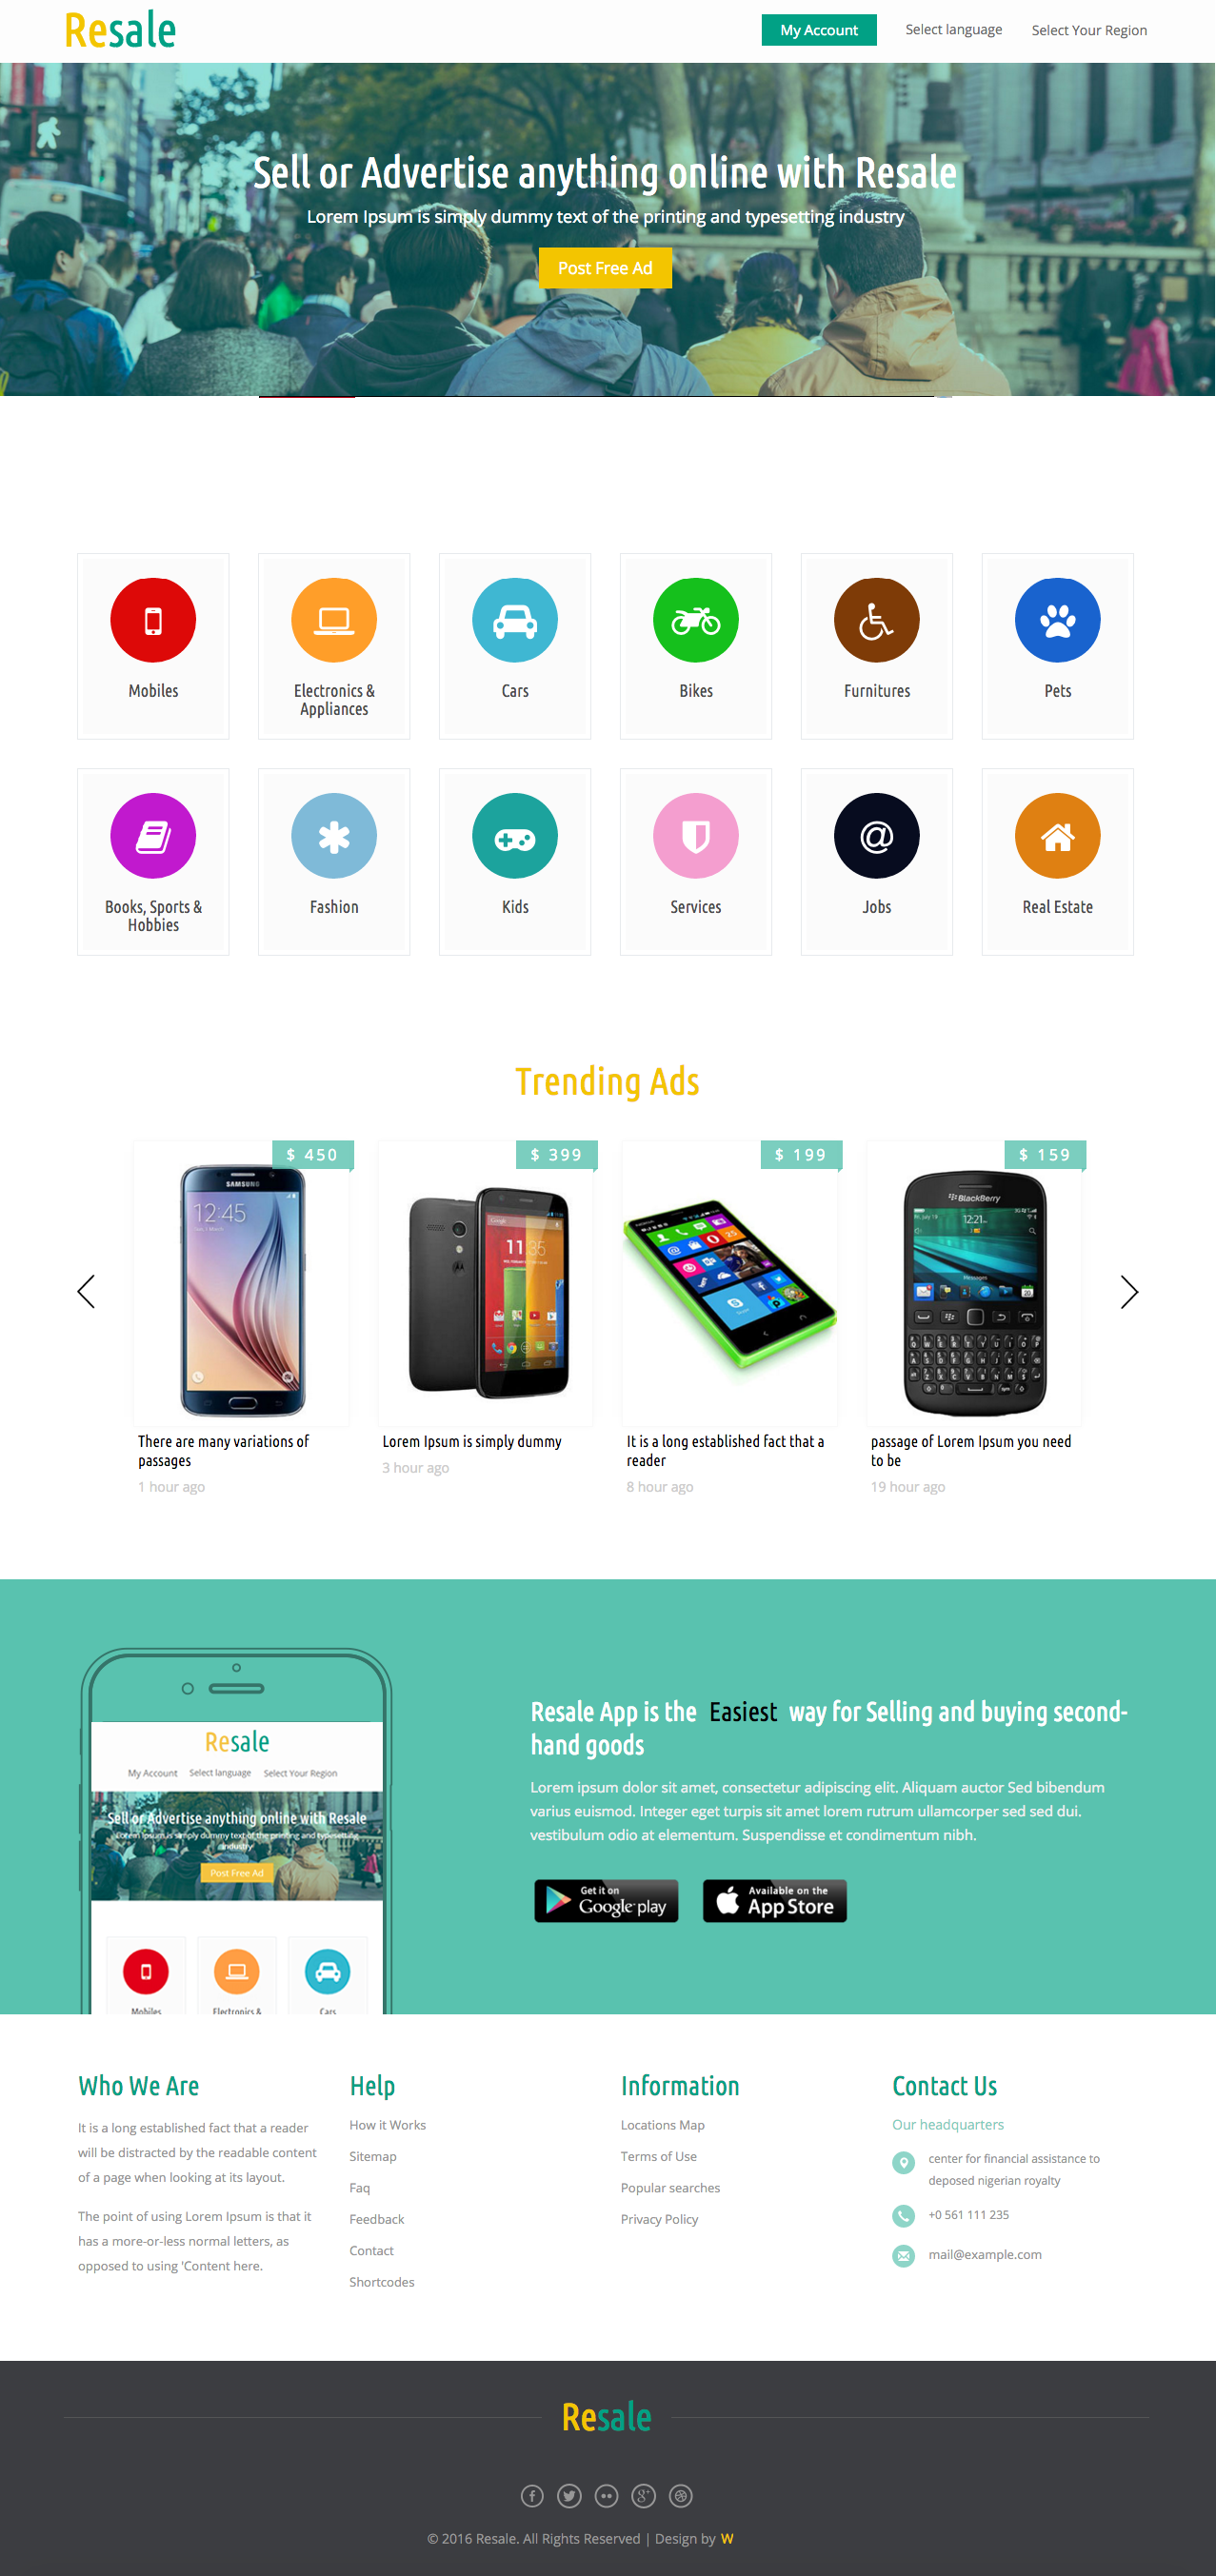 Resale
My Account
Select language
Select Your Region
Sell or Advertise anything online with Resale
Lorem Ipsum is simply dummy text of the printing and typesetting industry
Post Free Ad
Mobiles
Electronics &
Appliances
Cars
Bikes
Furnitures
Pets
Books, Sports &
Hobbies
Fashion
Kids
Services
Jobs
Real Estate
Trending Ads
$ 450
$ 399
$ 199
$ 159
SAMSUNG
12:45
Google
11:35
BlackBerry
12:21
There are many variations of
passages
1 hour ago
Lorem Ipsum is simply dummy
3 hour ago
It is a long established fact that a
reader
8 hour ago
passage of Lorem Ipsum you need
to be
19 hour ago
Resale
My Account
Select language
Select Your Region
Sell or Advertise anything online with Resale
Lorem Ipsum is simply dummy text of the printing and typesetting
industry
Post Free Ad
Mobiles
Electronics &
Cars
Resale App is the Easiest way for Selling and buying second-
hand goods
Lorem ipsum dolor sit amet, consectetur adipiscing elit. Aliquam auctor Sed bibendum
varius euismod. Integer eget turpis sit amet lorem rutrum ullamcorper sed sed dui.
vestibulum odio at elementum. Suspendisse et condimentum nibh.
Get it on
Google play
Available on the
App Store
Who We Are
It is a long established fact that a reader
will be distracted by the readable content
of a page when looking at its layout.
The point of using Lorem Ipsum is that it
has a more-or-less normal letters, as
opposed to using 'Content here.
Help
How it Works
Sitemap
Faq
Feedback
Contact
Shortcodes
Information
Locations Map
Terms of Use
Popular searches
Privacy Policy
Contact Us
Our headquarters
center for financial assistance to
deposed nigerian royalty
+0 561 111 235
mail@example.com
Resale
© 2016 Resale. All Rights Reserved | Design by W